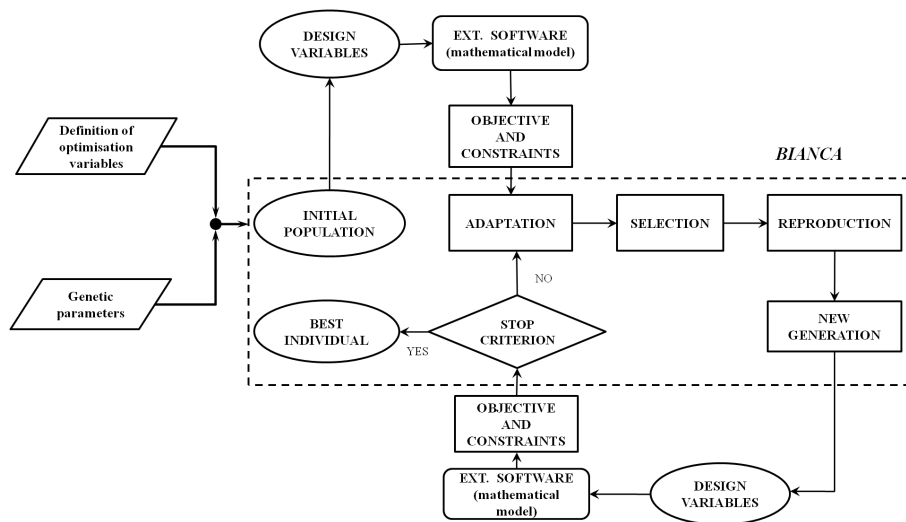 DESIGN
VARIABLES
EXT. SOFTWARE
(mathematical model)
OBJECTIVE
AND
CONSTRAINTS
Definition of
optimisation
variables
BIANCA
INITIAL
POPULATION
ADAPTATION
SELECTION
REPRODUCTION
Genetic
parameters
NO
BEST
INDIVIDUAL
YES
STOP
CRITERION
NEW
GENERATION
OBJECTIVE
AND
CONSTRAINTS
EXT. SOFTWARE
(mathematical
model)
DESIGN
VARIABLES